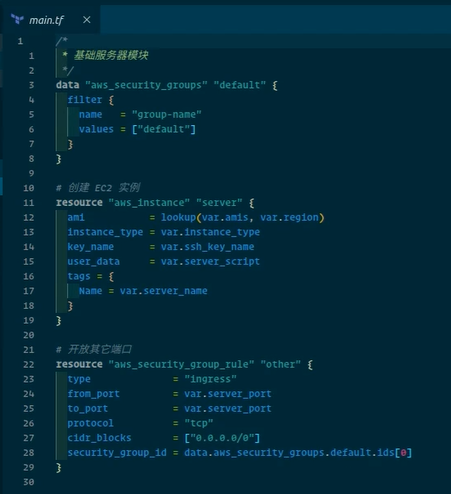 main.tf
1 /*
1 * 基础服务器模块
2 */
3 data "aws_security_groups" "default" {
4 filter {
5 name = "group-name"
6 values = ["default"]
7 }
8 }
9
10 # 创建 EC2 实例
11 resource "aws_instance" "server" {
12 ami = lookup(var.amis, var.region)
13 instance_type = var.instance_type
14 key_name = var.ssh_key_name
15 user_data = var.server_script
16 tags = {
17 Name = var.server_name
18 }
19 }
20
21 # 开放其它端口
22 resource "aws_security_group_rule" "other" {
23 type = "ingress"
24 from_port = var.server_port
25 to_port = var.server_port
26 protocol = "tcp"
27 cidr_blocks = ["0.0.0.0/0"]
28 security_group_id = data.aws_security_groups.default.ids[0]
29 }
30